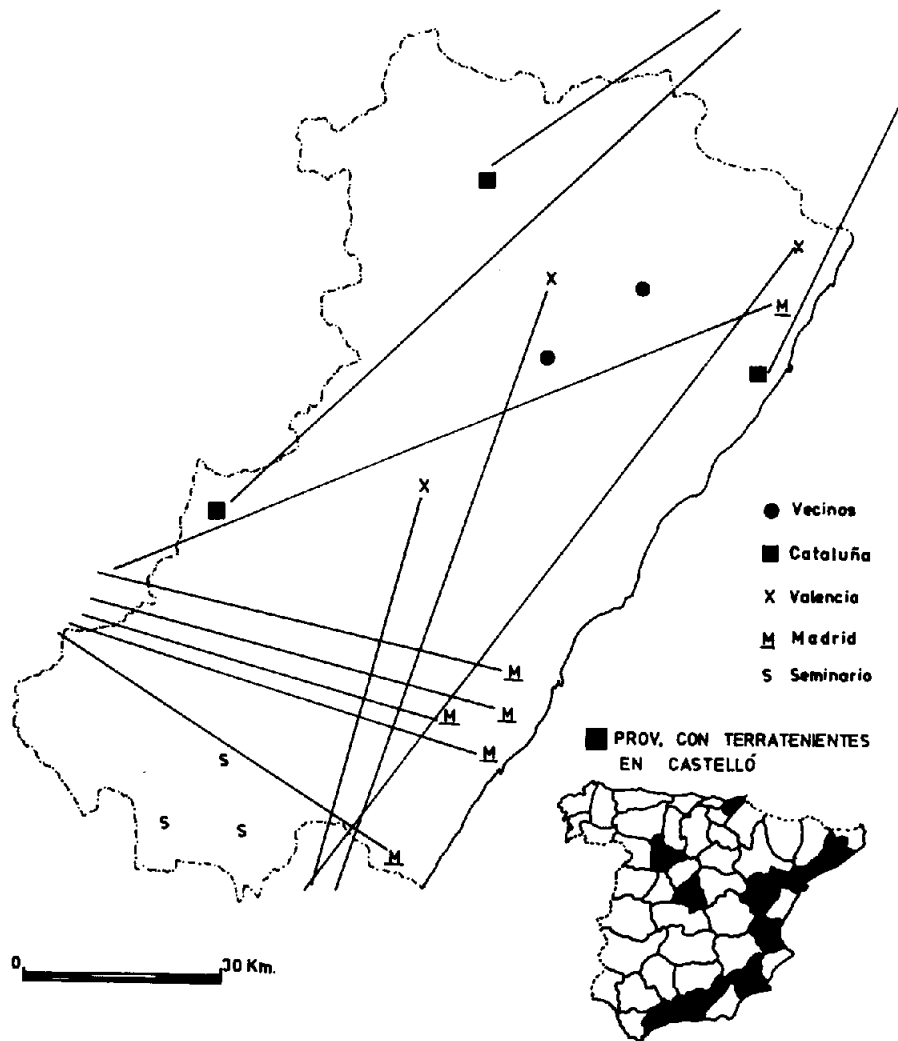 X
X
M
X
● Vecinos
■ Cataluña
X Valencia
M Madrid
S Seminario
M
M
M
M
S
S
S
M
■ PROV. CON TERRATENIENTES
EN CASTELLÓ
0
30 Km.